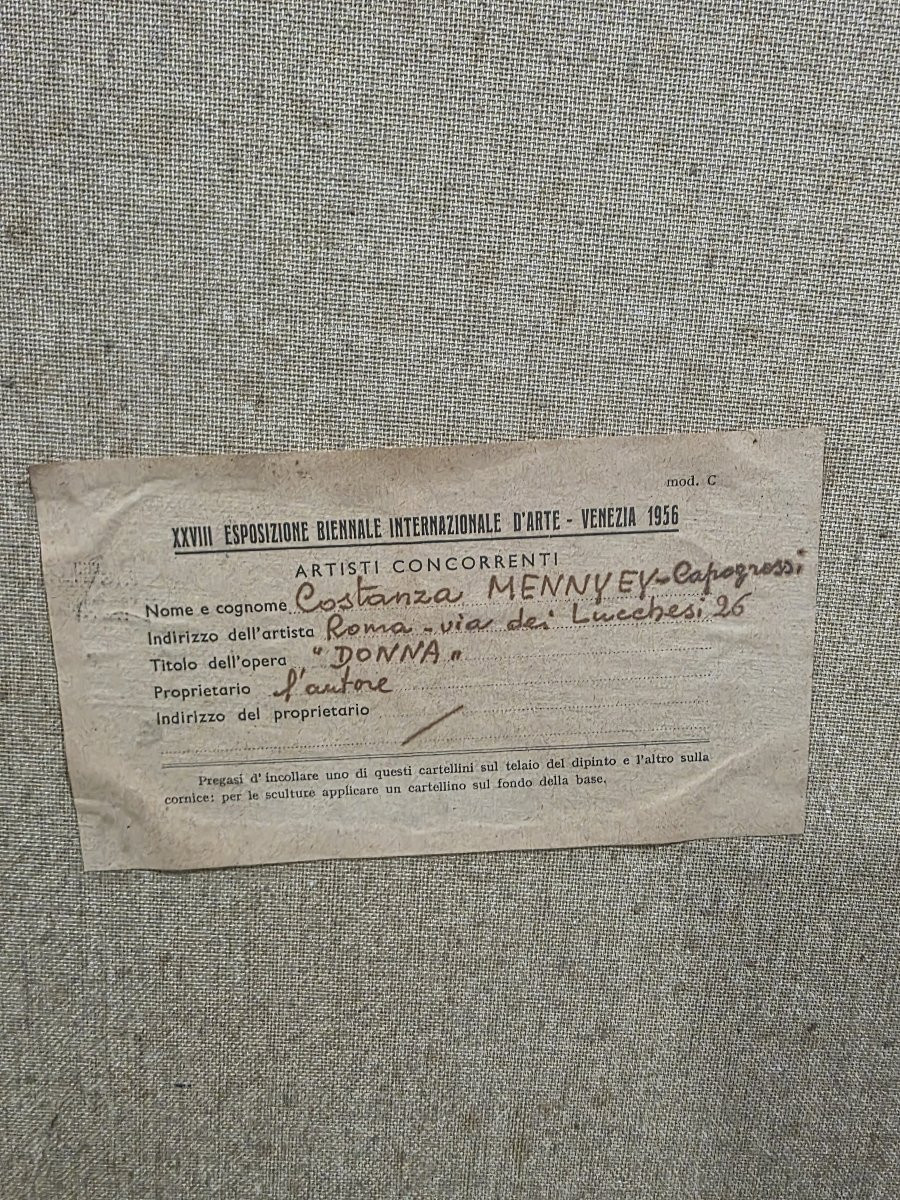 mod. C
XXVIII ESPOSIZIONE BIENNALE INTERNAZIONALE D'ARTE - VENEZIA 1956
ARTISTI CONCORRENTI
Nome e cognome Costanza MENNYEY-Capogrossi
Indirizzo dell'artista Roma - via dei Lucchesi 26
Titolo dell'opera "DONNA"
Proprietario l'autore
Indirizzo del proprietario /
Pregasi d'incollare uno di questi cartellini sul telaio del dipinto e l'altro sulla
cornice: per le sculture applicare un cartellino sul fondo della base.